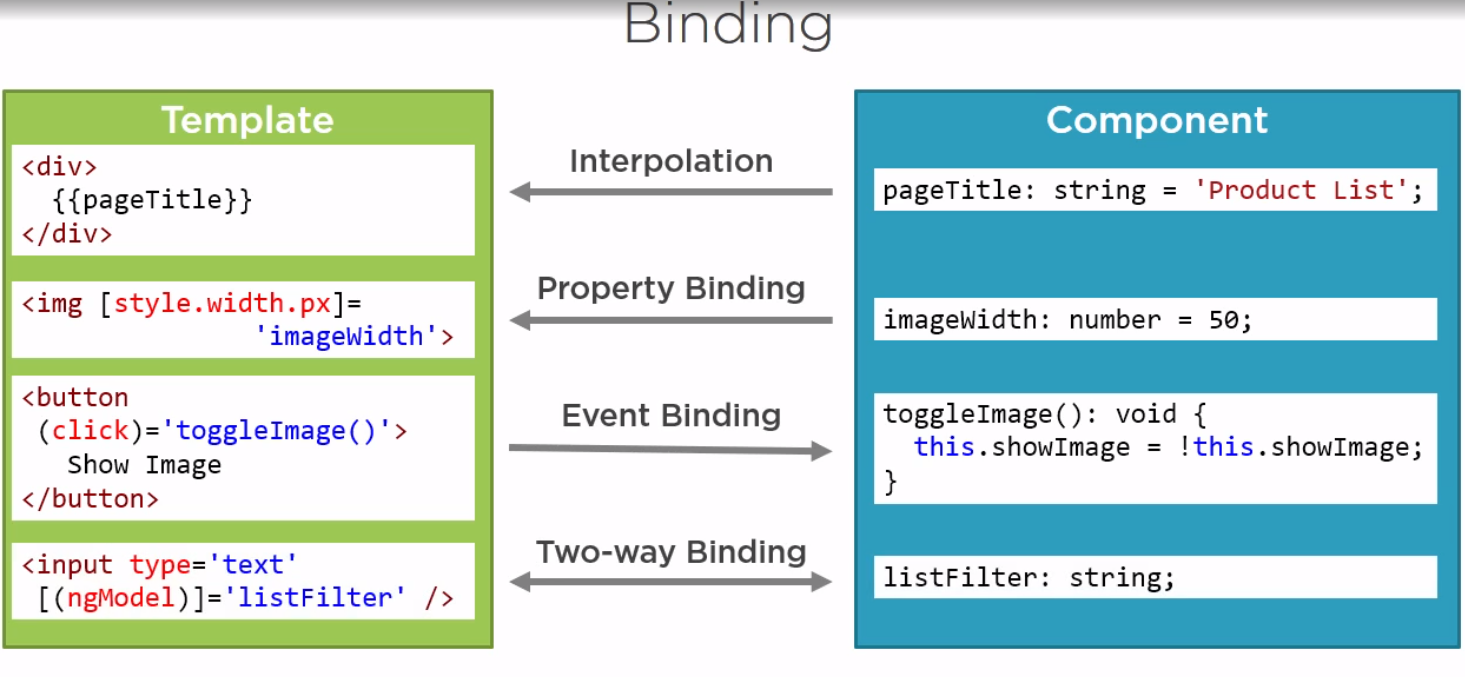 Binding
Template
<div>
{{pageTitle}}
</div>
<img [style.width.px]=
'imageWidth'>
<button
(click)='toggleImage()'>
Show Image
</button>
<input type='text'
[(ngModel)]='listFilter' />
Interpolation
Property Binding
Event Binding
Two-way Binding
Component
pageTitle: string = 'Product List';
imageWidth: number = 50;
toggleImage(): void {
this.showImage = !this.showImage;
}
listFilter: string;